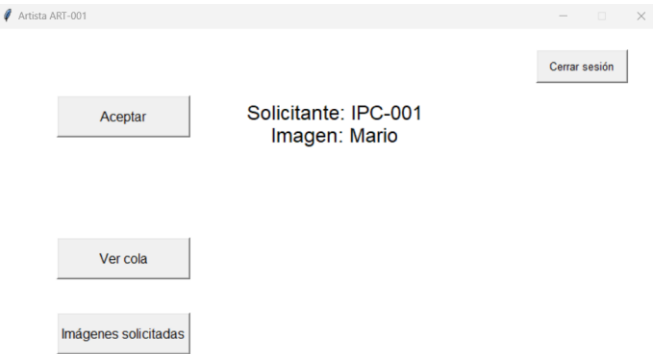 Artista ART-001
Cerrar sesión
Aceptar
Solicitante: IPC-001
Imagen: Mario
Ver cola
Imágenes solicitadas